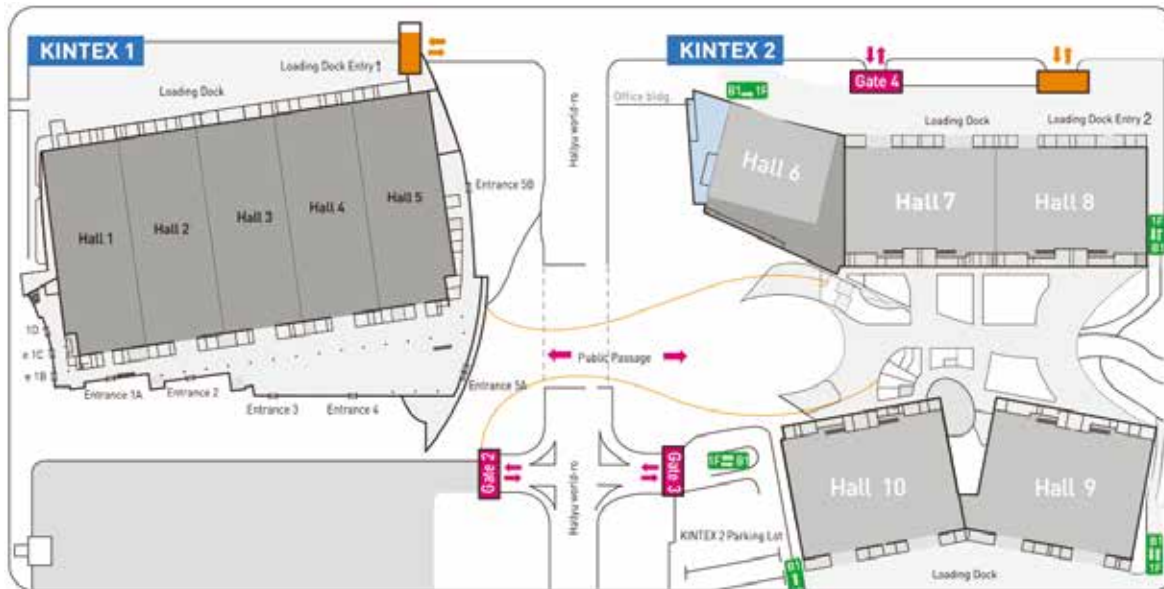 KINTEX 1
KINTEX 2
Loading Dock Entry 1
Loading Dock
Hall 1
Hall 2
Hall 3
Hall 4
Hall 5
Entrance 5B
1D
e 1C
e 1B
Entrance 1A
Entrance 2
Entrance 3
Entrance 4
Entrance 5A
Hallyu world-ro
Public Passage
Gate 2
Gate 3
Hallyu world-ro
Office bldg
B1 1F
Gate 4
Loading Dock
Loading Dock Entry 2
Hall 6
Hall 7
Hall 8
1F
B1
1F B1
KINTEX 2 Parking Lot
B1
Hall 10
Hall 9
Loading Dock
B1
1F